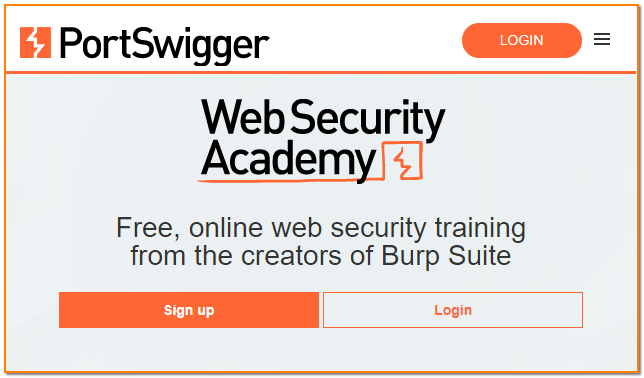 PortSwigger
LOGIN
Web Security
Academy
Free, online web security training
from the creators of Burp Suite
Sign up
Login